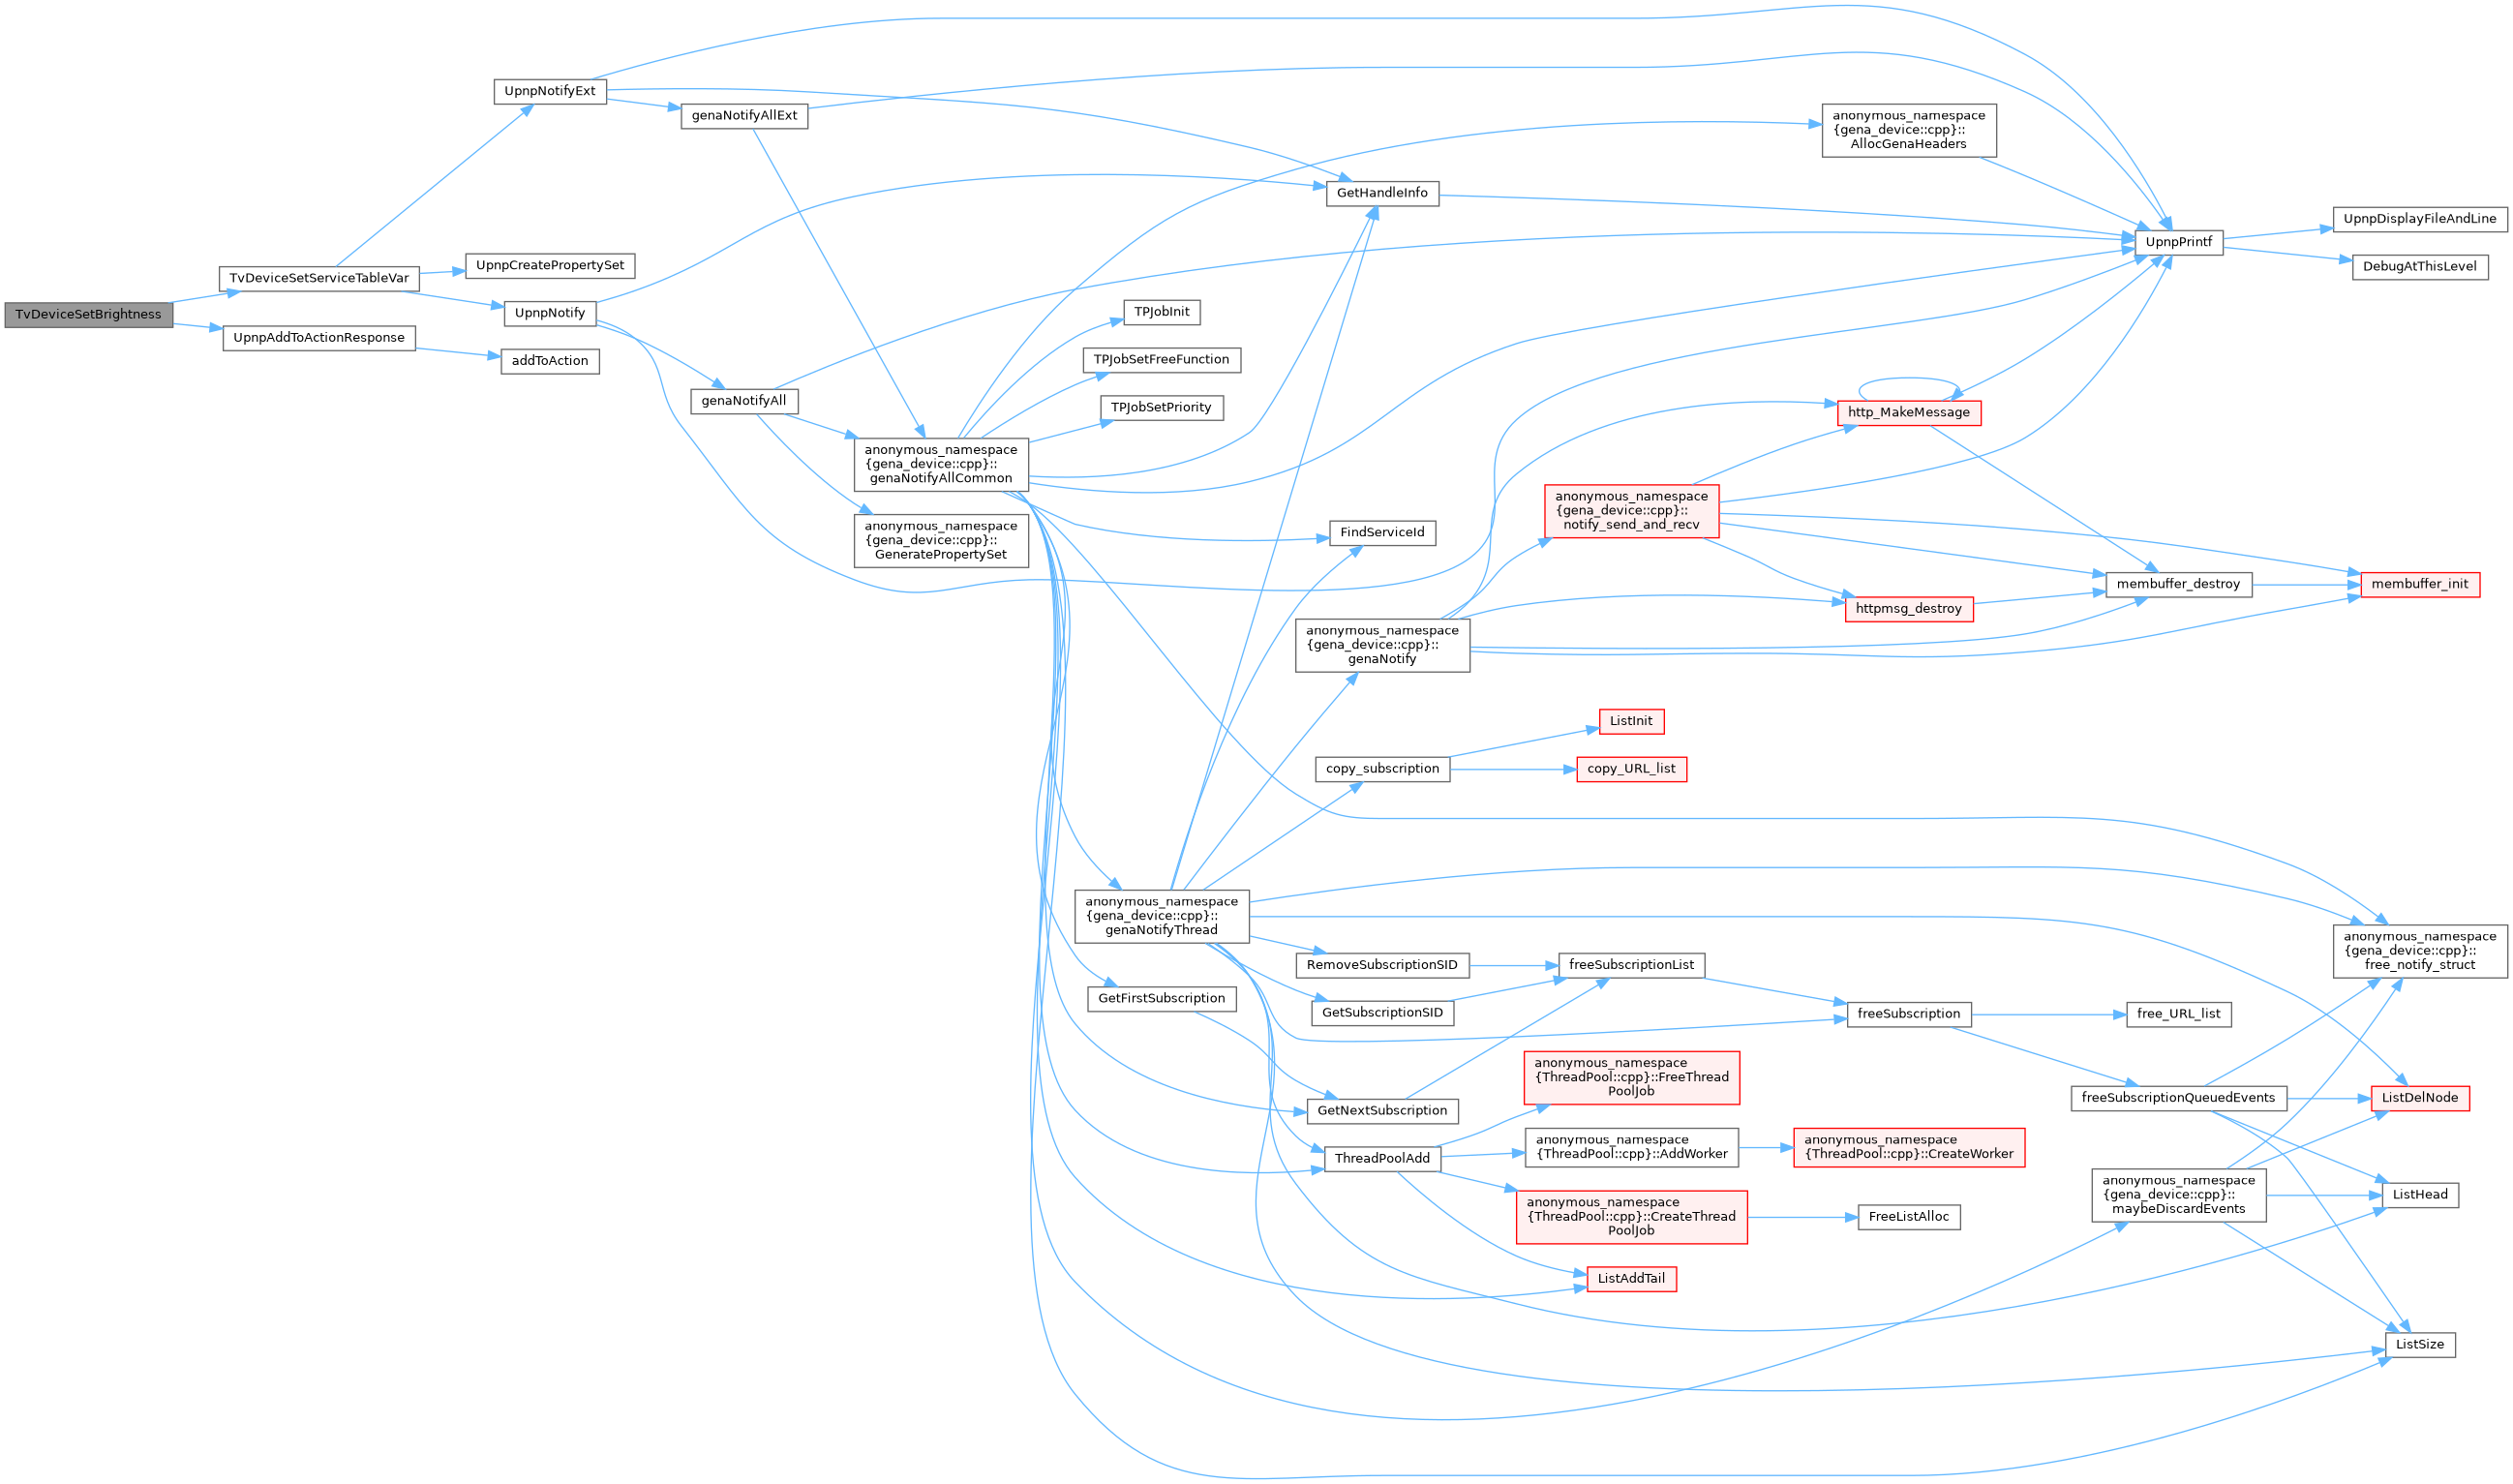 TvDeviceSetBrightness
TvDeviceSetServiceTableVar
UpnpAddToActionResponse
UpnpNotifyExt
UpnpCreatePropertySet
UpnpNotify
addToAction
genaNotifyAllExt
genaNotifyAll
anonymous_namespace
{gena_device::cpp}::
genaNotifyAllCommon
anonymous_namespace
{gena_device::cpp}::
GeneratePropertySet
TPJobInit
TPJobSetFreeFunction
TPJobSetPriority
anonymous_namespace
{gena_device::cpp}::
genaNotifyThread
GetFirstSubscription
GetHandleInfo
FindServiceId
anonymous_namespace
{gena_device::cpp}::
genaNotify
copy_subscription
RemoveSubscriptionSID
GetSubscriptionSID
GetNextSubscription
ThreadPoolAdd
anonymous_namespace
{gena_device::cpp}::
notify_send_and_recv
ListInit
copy_URL_list
freeSubscriptionList
anonymous_namespace
{ThreadPool::cpp}::FreeThread
PoolJob
anonymous_namespace
{ThreadPool::cpp}::AddWorker
anonymous_namespace
{ThreadPool::cpp}::CreateThread
PoolJob
ListAddTail
anonymous_namespace
{gena_device::cpp}::
AllocGenaHeaders
http_MakeMessage
httpmsg_destroy
freeSubscription
anonymous_namespace
{ThreadPool::cpp}::CreateWorker
FreeListAlloc
UpnpPrintf
membuffer_destroy
free_URL_list
freeSubscriptionQueuedEvents
anonymous_namespace
{gena_device::cpp}::
maybeDiscardEvents
UpnpDisplayFileAndLine
DebugAtThisLevel
membuffer_init
anonymous_namespace
{gena_device::cpp}::
free_notify_struct
ListDelNode
ListHead
ListSize